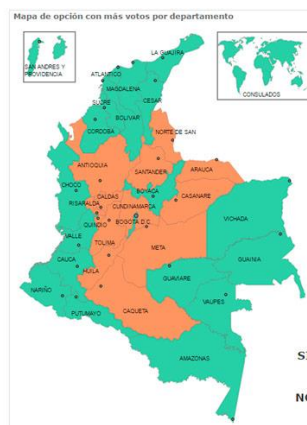 Mapa de opción con más votos por departamento
LA GUAJIRA
SAN ANDRES Y
PROVIDENCIA
ATLANTICO
MAGDALENA
CONSULADOS
CESAR
SUCRE
BOLIVAR
CORDOBA
NORTE DE SAN
ANTIOQUIA
SANTANDER
ARAUCA
CHOCO
BOYACA
CALDAS
CASANARE
RISARALDA
CUNDINAMARCA
VICHADA
QUINDIO
BOGOTA D.C.
VALLE
TOLIMA
META
GUAINIA
CAUCA
HUILA
GUAVIARE
NARIÑO
VAUPES
PUTUMAYO
CAQUETA
AMAZONAS